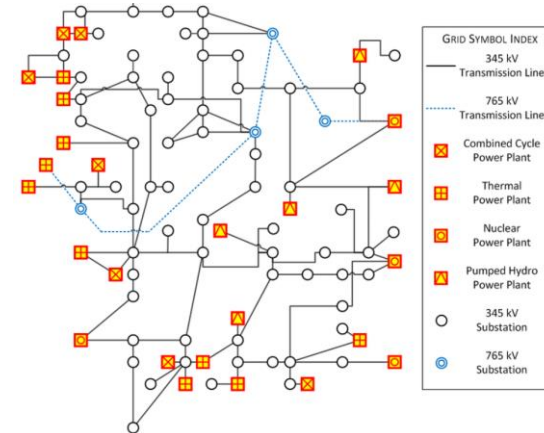 GRID SYMBOL INDEX
345 kV
Transmission Line
765 kV
Transmission Line
Combined Cycle
Power Plant
Thermal
Power Plant
Nuclear
Power Plant
Pumped Hydro
Power Plant
345 kV
Substation
765 kV
Substation